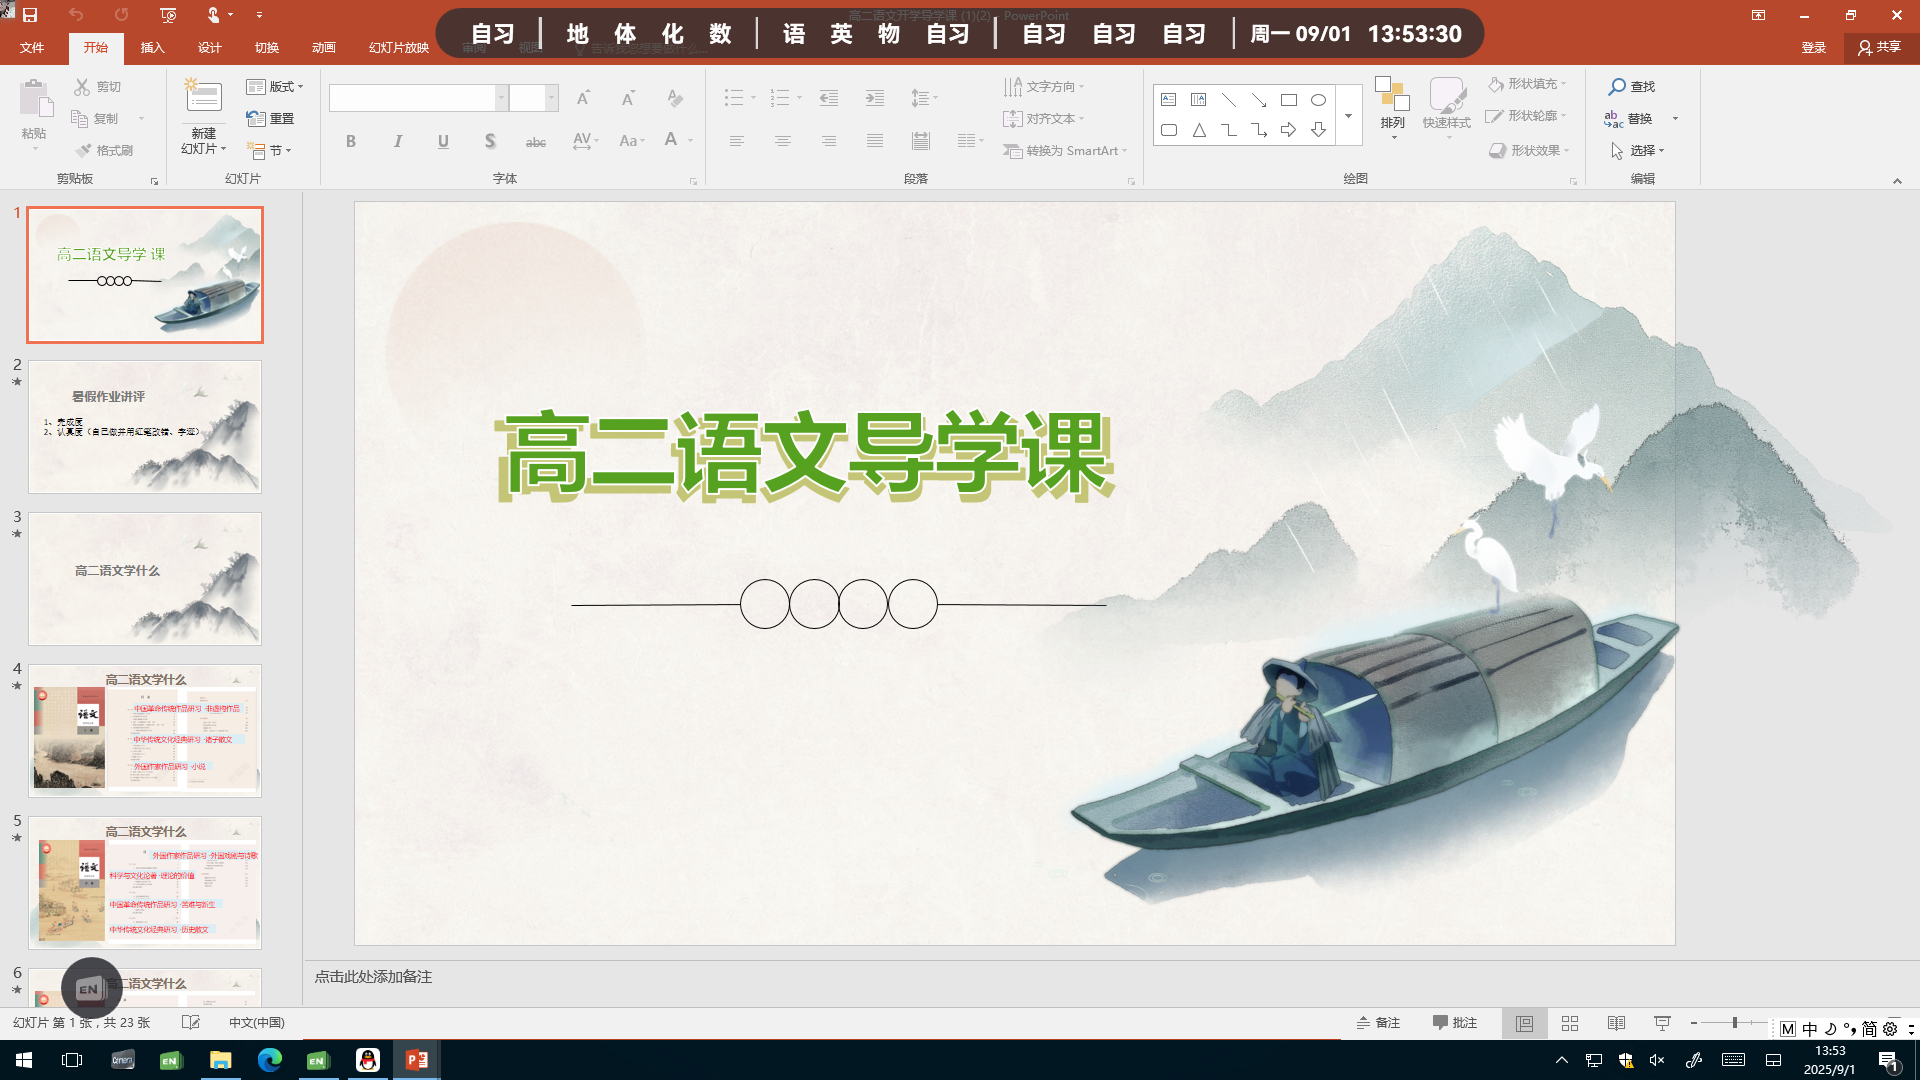 自习 | 地 体 化 数 | 语 英 物 自习 | 自习 自习 自习 | 周一 09/01 13:53:30
高二语文开学导学课 (1)(2) - PowerPoint
文件 开始 插入 设计 切换 动画 幻灯片放映 审阅 视图 告诉我您想要做什么... 登录 共享
粘贴 剪切 复制 格式刷 剪贴板
新建 幻灯片 版式 重置 节 幻灯片
B I U S abc AV Aa A 字体
文字方向 对齐文本 转换为 SmartArt 段落
排列 快速样式 形状填充 形状轮廓 形状效果 绘图
查找 替换 选择 编辑
1
高二语文导学 课
2
暑假作业讲评
1、完成度
2、认真度（自己做并用红笔改错、字迹）
3
高二语文学什么
4
高二语文学什么
语文
中国革命传统作品研习 ·非虚构作品
中华传统文化经典研习 ·诸子散文
外国作家作品研习 ·小说
5
高二语文学什么
语文
外国作家作品研习 ·外国戏剧与诗歌
科学与文化论著 ·理论的价值
中国革命传统作品研习 ·苦难与新生
中华传统文化经典研习 ·历史散文
6
高二语文学什么
EN
高二语文导学课
点击此处添加备注
幻灯片 第 1 张，共 23 张 中文(中国) 备注 批注
M 中 简
Camera EN EN
13:53
2025/9/1
1